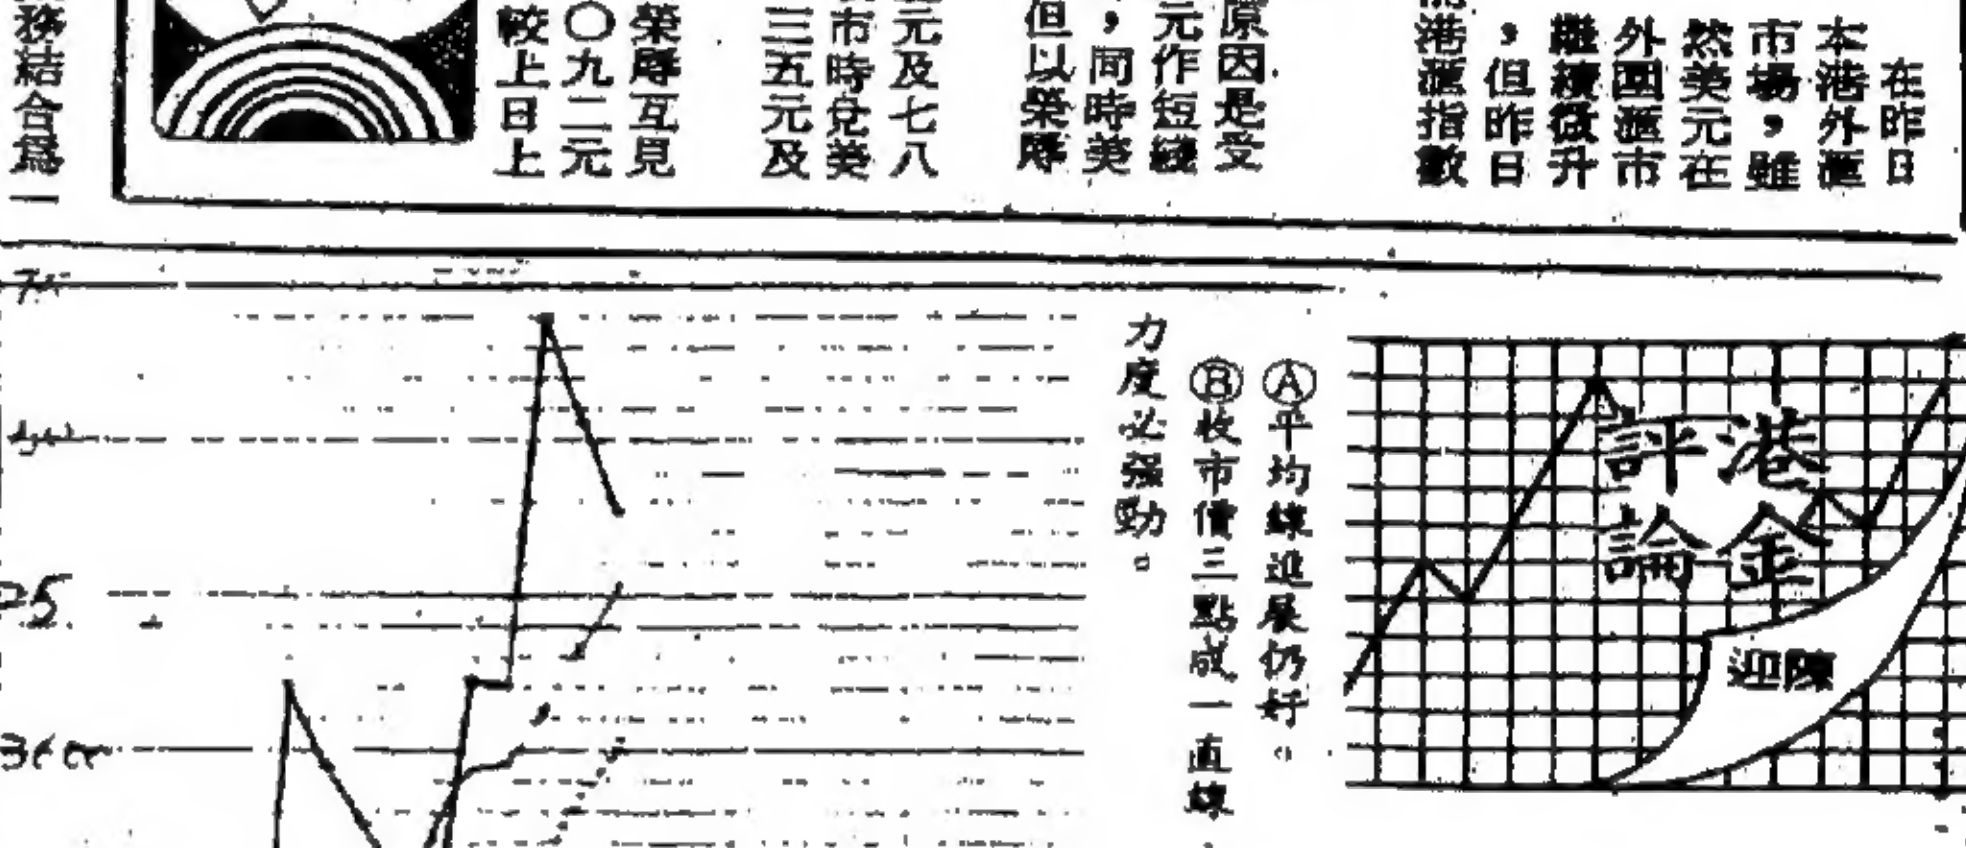 在昨日
本港外滙
市場，雖
然美元在
外國滙市
繼續微升
，但昨日
港滙指數
原因是受
元作短綫
，同時美
但以榮辱
元及七八
市時兌美
三五元及
榮辱互見
〇九二元
較上日上
務結合爲一
港金
評論
陳迎
Ⓐ平均線進展仍好。
Ⓑ收市價三點成一直線
力度必强勁。